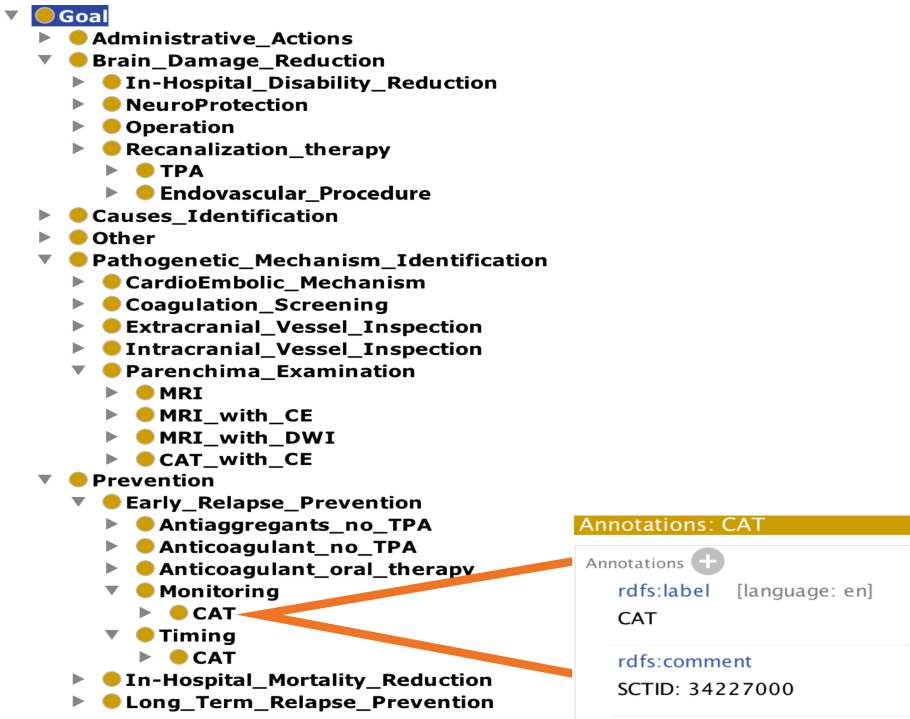 Goal
Administrative_Actions
Brain_Damage_Reduction
In-Hospital_Disability_Reduction
NeuroProtection
Operation
Recanalization_therapy
TPA
Endovascular_Procedure
Causes_Identification
Other
Pathogenetic_Mechanism_Identification
CardioEmbolic_Mechanism
Coagulation_Screening
Extracranial_Vessel_Inspection
Intracranial_Vessel_Inspection
Parenchima_Examination
MRI
MRI_with_CE
MRI_with_DWI
CAT_with_CE
Prevention
Early_Relapse_Prevention
Antiaggregants_no_TPA
Anticoagulant_no_TPA
Anticoagulant_oral_therapy
Monitoring
CAT
Timing
CAT
In-Hospital_Mortality_Reduction
Long_Term_Relapse_Prevention
Annotations: CAT
Annotations
rdfs:label [language: en]
CAT
rdfs:comment
SCTID: 34227000